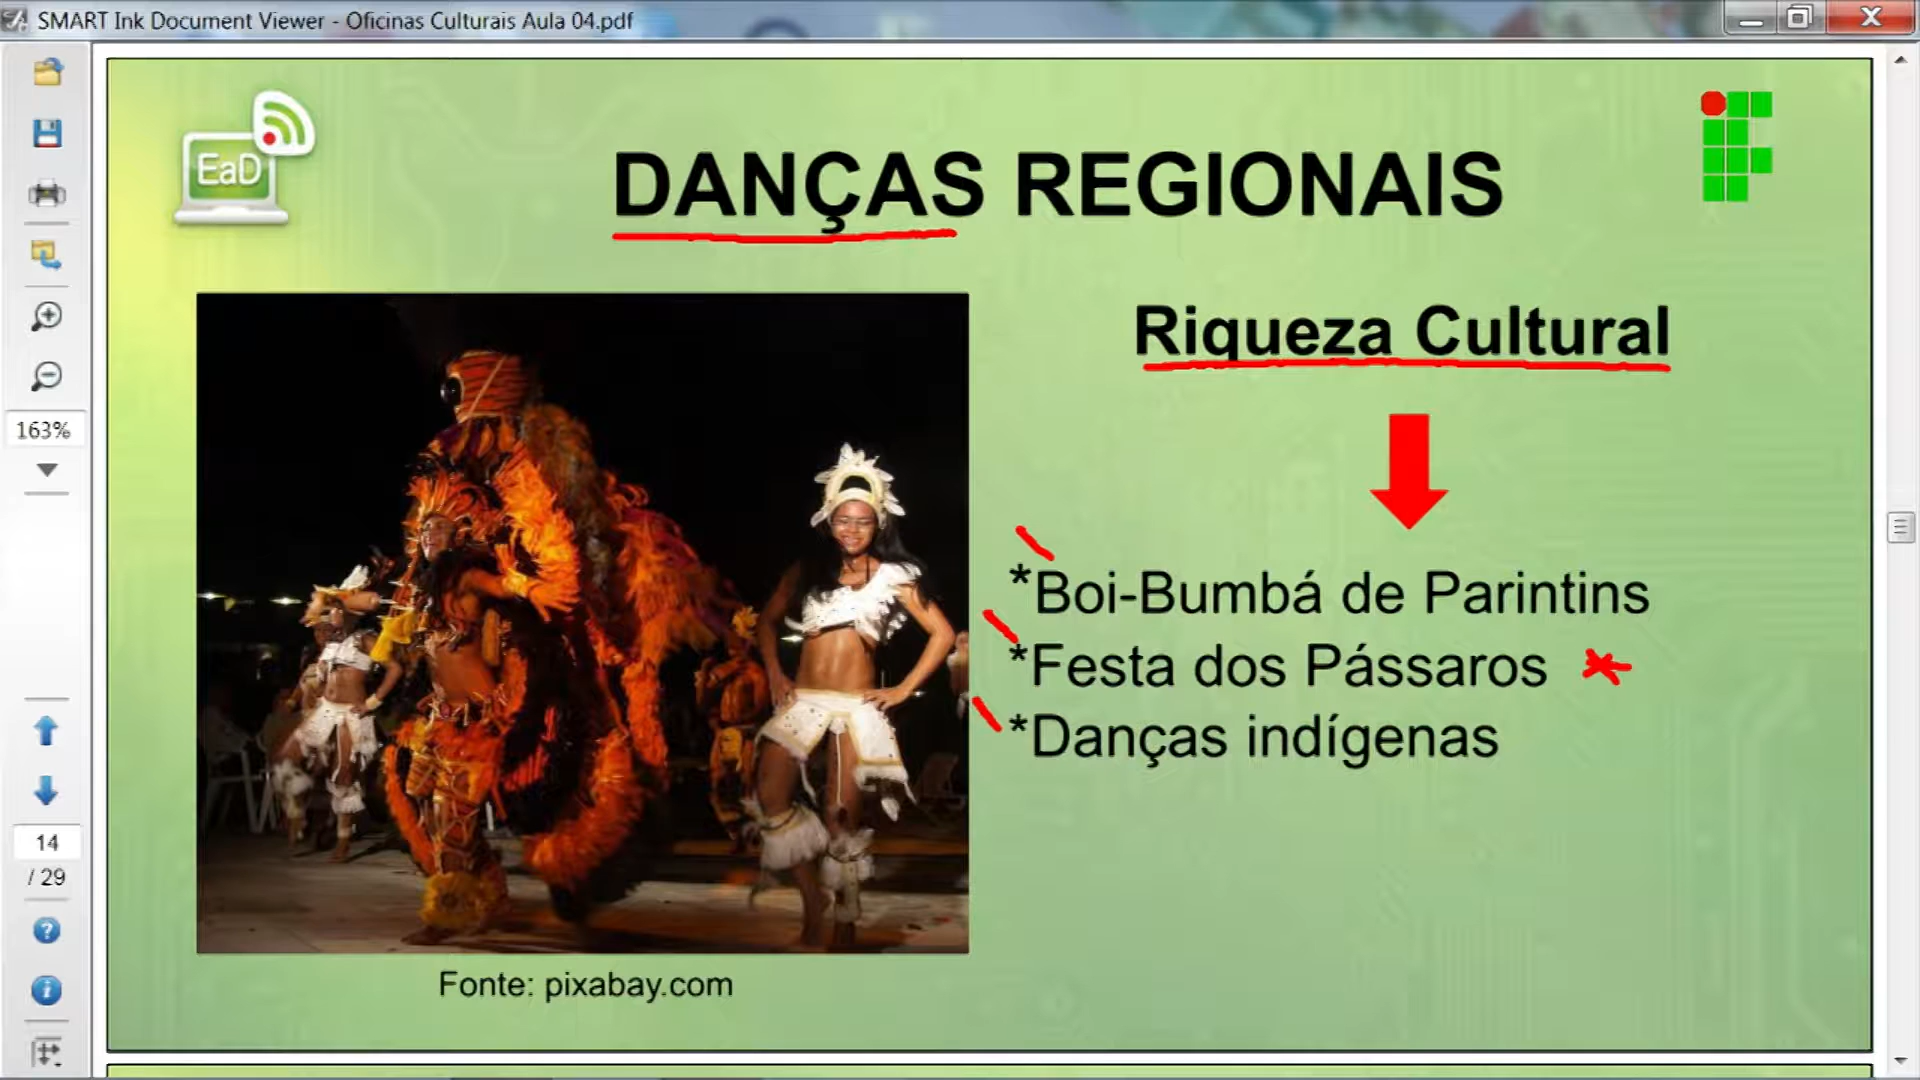 SMART Ink Document Viewer - Oficinas Culturais Aula 04.pdf
EaD
DANÇAS REGIONAIS
Riqueza Cultural
*Boi-Bumbá de Parintins
*Festa dos Pássaros
*Danças indígenas
Fonte: pixabay.com
163%
14
/ 29